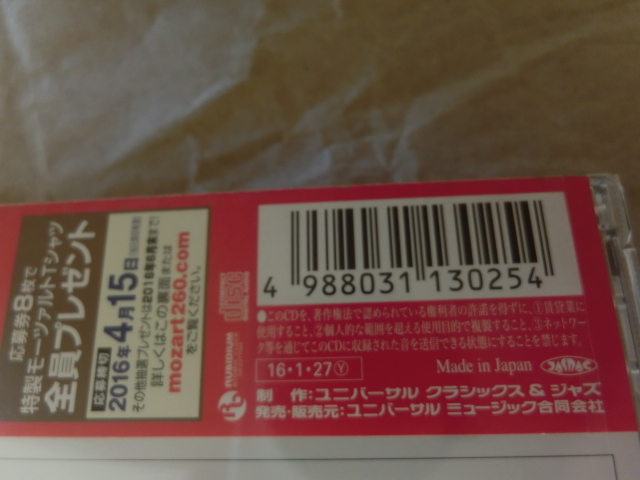 応募券8枚で
特製モーツァルトTシャツ
全員プレゼント
応募締切
2016年4月15日
その他抽選プレゼントは2016年6月末まで!
詳しくはこの裏面または
mozart260.com
をご覧ください。
4 988031 130254
●このCDを、著作権法で認められている権利者の許諾を得ずに、①賃貸業に
使用すること、②個人的な範囲を超える使用目的で複製すること、③ネットワー
ク等を通じてこのCDに収録された音を送信できる状態にすることを禁じます。
16・1・27Ⓨ
Made in Japan
JASRAC
制 作:ユニバーサル クラシックス & ジャズ
発売・販売元:ユニバーサル ミュージック合同会社